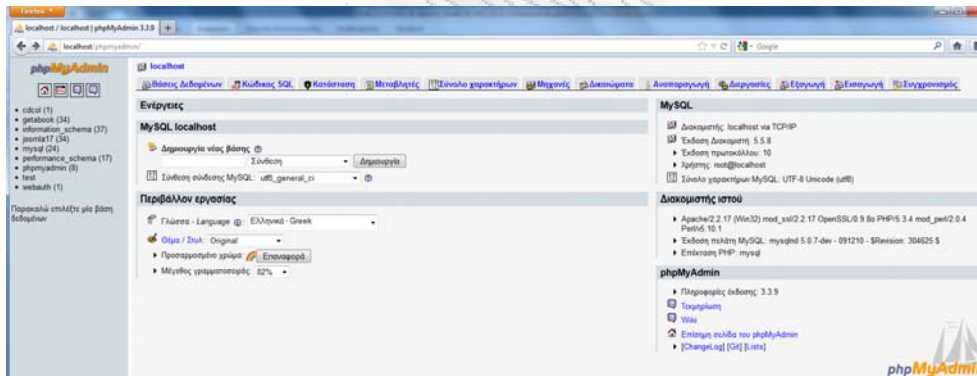 Firefox
localhost / localhost | phpMyAdmin 3.3.9
localhost/phpmyadmin/
Google
phpMyAdmin
cdcol (1)
getabook (34)
information_schema (37)
joomla17 (34)
mysql (24)
performance_schema (17)
phpmyadmin (8)
test
webauth (1)
Παρακαλώ επιλέξτε μία βάση
δεδομένων
localhost
Βάσεις Δεδομένων Κώδικας SQL Κατάσταση Μεταβλητές Σύνολο χαρακτήρων Μηχανές Δικαιώματα Αναπαραγωγή Διεργασίες Εξαγωγή Εισαγωγή Συγχρονισμός
Ενέργειες
MySQL localhost
Δημιουργία νέας βάσης
Σύνθεση Δημιουργία
Σύνθεση σύνδεσης MySQL: utf8_general_ci
Περιβάλλον εργασίας
Γλώσσα - Language : Ελληνικά - Greek
Θέμα / Στυλ: Original
Προσαρμοσμένο χρώμα: Επαναφορά
Μέγεθος γραμματοσειράς: 82%
MySQL
Διακομιστής: localhost via TCP/IP
Έκδοση Διακομιστή: 5.5.8
Έκδοση πρωτοκόλλου: 10
Χρήστης: root@localhost
Σύνολο χαρακτήρων MySQL: UTF-8 Unicode (utf8)
Διακομιστής ιστού
Apache/2.2.17 (Win32) mod_ssl/2.2.17 OpenSSL/0.9.8o PHP/5.3.4 mod_perl/2.0.4
Perl/v5.10.1
Έκδοση πελάτη MySQL: mysqlnd 5.0.7-dev - 091210 - $Revision: 304625 $
Επέκταση PHP: mysql
phpMyAdmin
Πληροφορίες έκδοσης: 3.3.9
Τεκμηρίωση
Wiki
Επίσημη σελίδα του phpMyAdmin
[ChangeLog] [Git] [Lists]